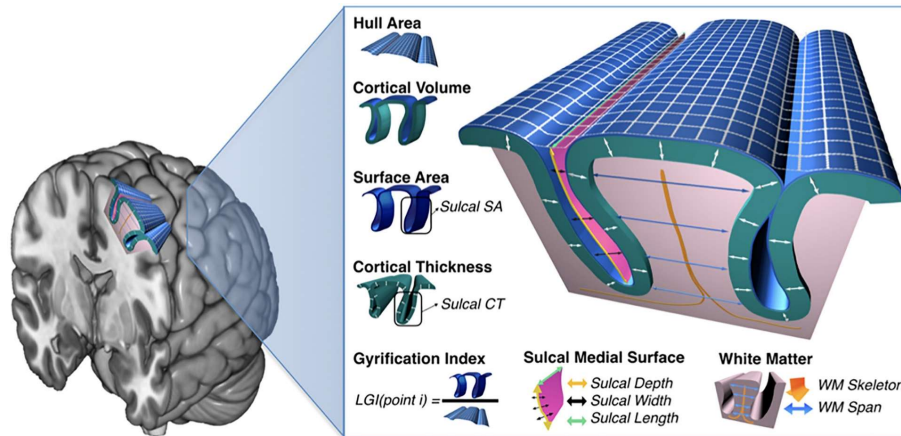 Hull Area
Cortical Volume
Surface Area
Sulcal SA
Cortical Thickness
Sulcal CT
Gyrification Index
LGI(point i) =
Sulcal Medial Surface
Sulcal Depth
Sulcal Width
Sulcal Length
White Matter
WM Skeleton
WM Span